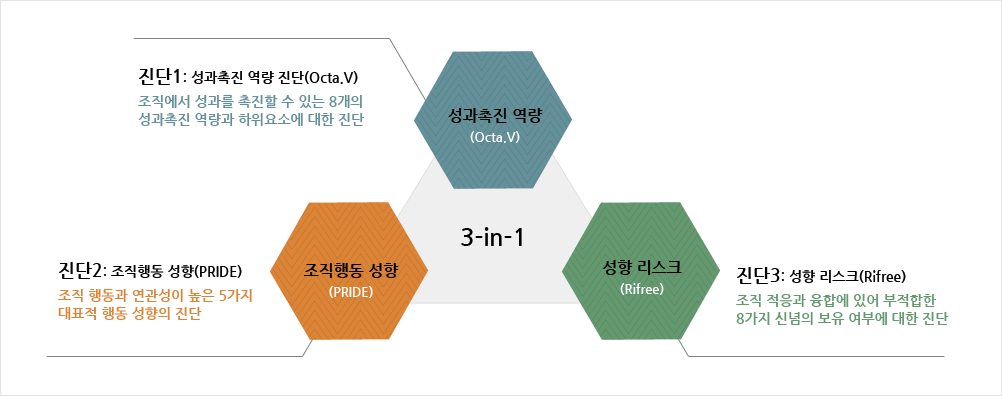 진단1: 성과촉진 역량 진단(Octa.V)
조직에서 성과를 촉진할 수 있는 8개의
성과촉진 역량과 하위요소에 대한 진단
성과촉진 역량
(Octa.V)
3-in-1
진단2: 조직행동 성향(PRIDE)
조직 행동과 연관성이 높은 5가지
대표적 행동 성향의 진단
조직행동 성향
(PRIDE)
성향 리스크
(Rifree)
진단3: 성향 리스크(Rifree)
조직 적응과 융합에 있어 부적합한
8가지 신념의 보유 여부에 대한 진단